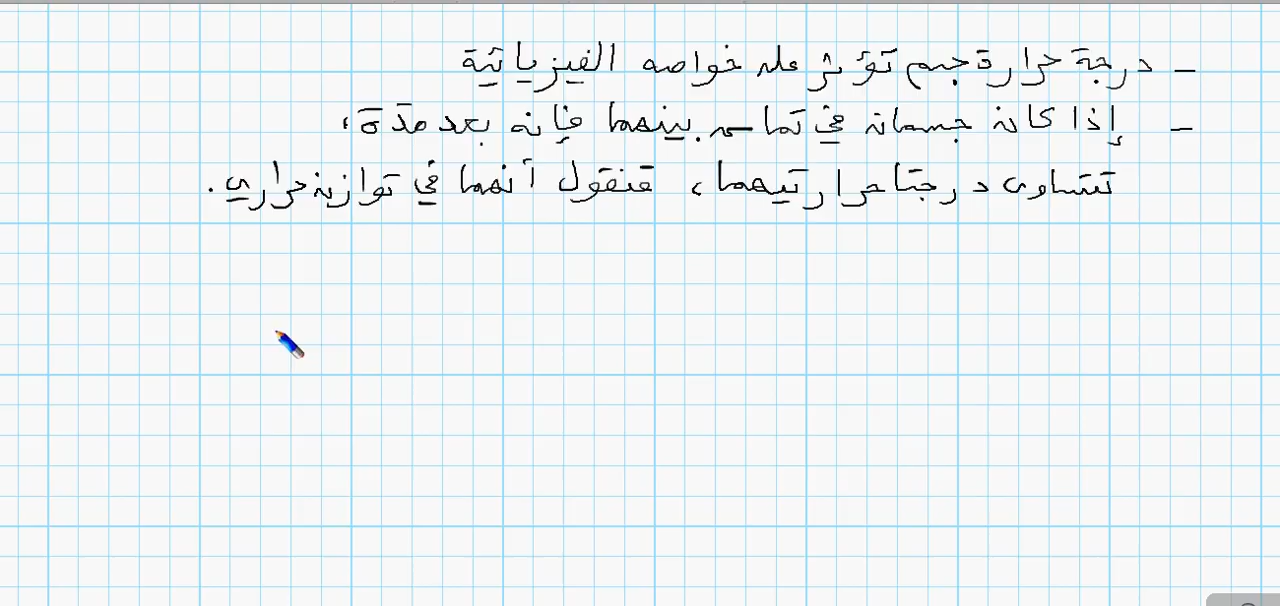 - درجة حرارة جسم تؤثر على خواصه الفيزيائية
- إذا كان جسمان في تماس بينهما فإنه بعد مدة،
تتساوى درجتا حرارتيهما، فنقول أنهما في توازن حراري.